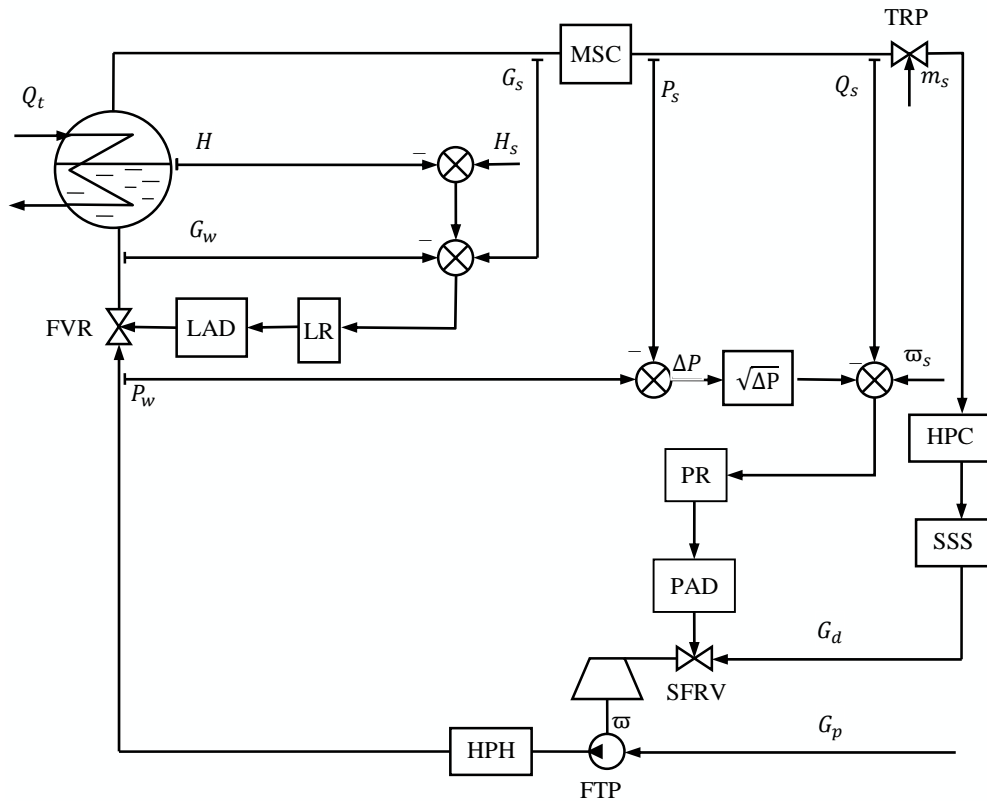 TRP
MSC
Q_t
G_s
P_s
Q_s
m_s
H
H_s
−
G_w
−
FVR
LAD
LR
P_w
−
ΔP
√ΔP
−
ϖ_s
HPC
PR
SSS
PAD
G_d
SFRV
ϖ
G_p
HPH
FTP